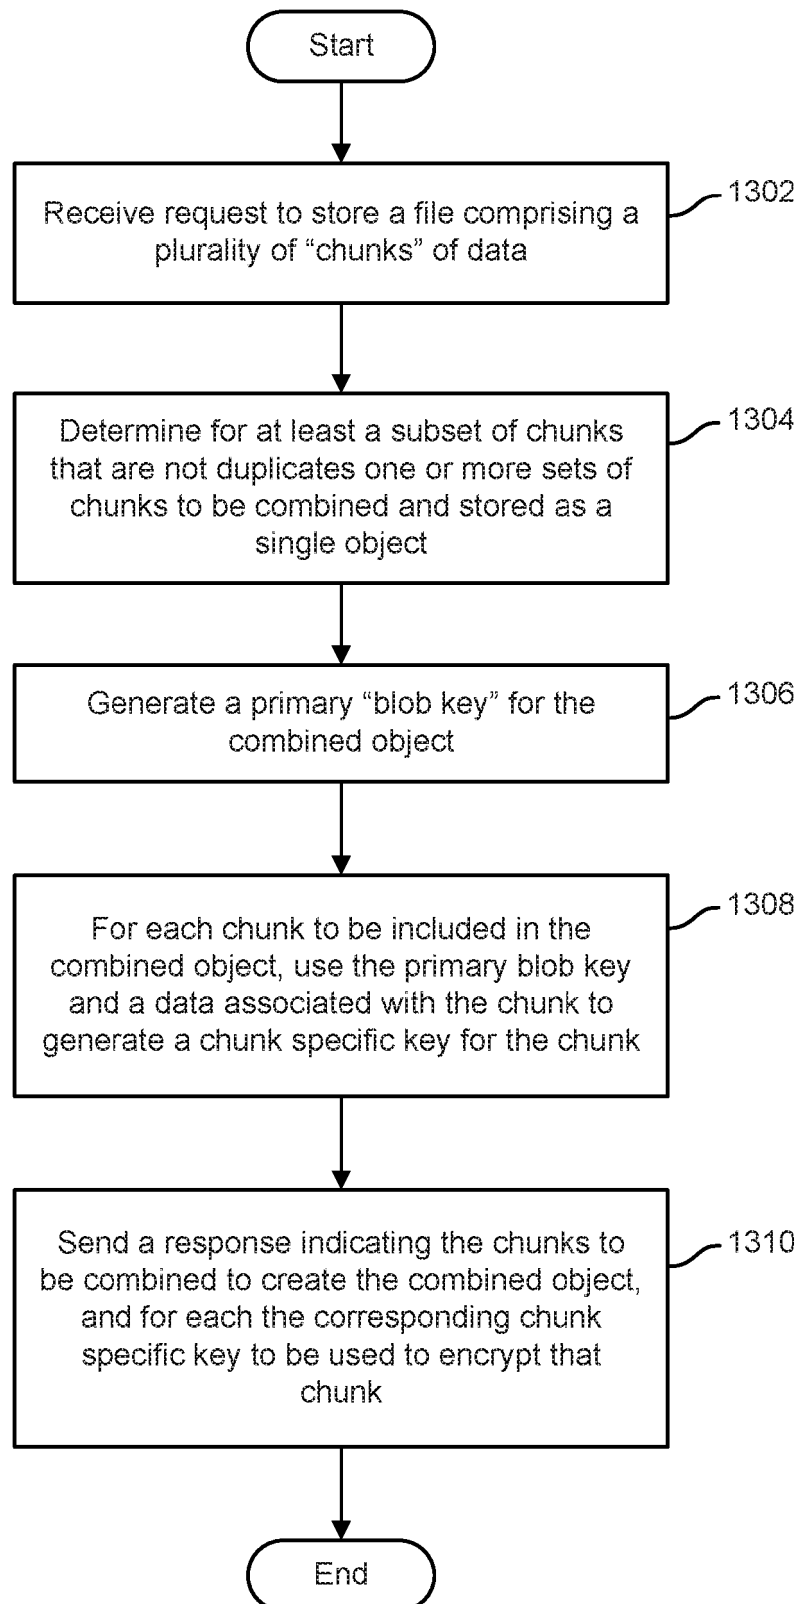 Start
Receive request to store a file comprising a
plurality of “chunks” of data
1302
Determine for at least a subset of chunks
that are not duplicates one or more sets of
chunks to be combined and stored as a
single object
1304
Generate a primary “blob key” for the
combined object
1306
For each chunk to be included in the
combined object, use the primary blob key
and a data associated with the chunk to
generate a chunk specific key for the chunk
1308
Send a response indicating the chunks to
be combined to create the combined object,
and for each the corresponding chunk
specific key to be used to encrypt that
chunk
1310
End